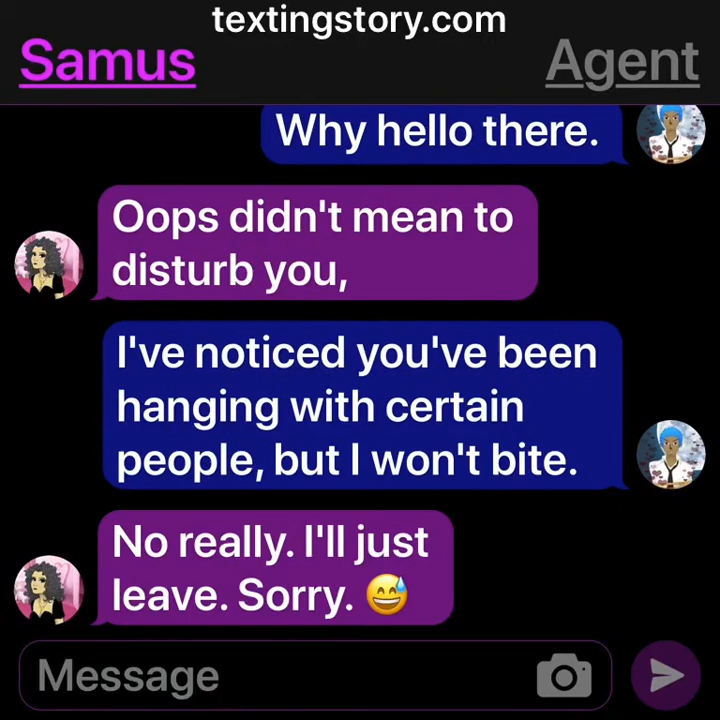 textingstory.com
Samus
Agent
Why hello there.
Oops didn't mean to
disturb you,
I've noticed you've been
hanging with certain
people, but I won't bite.
No really. I'll just
leave. Sorry. 😅
Message